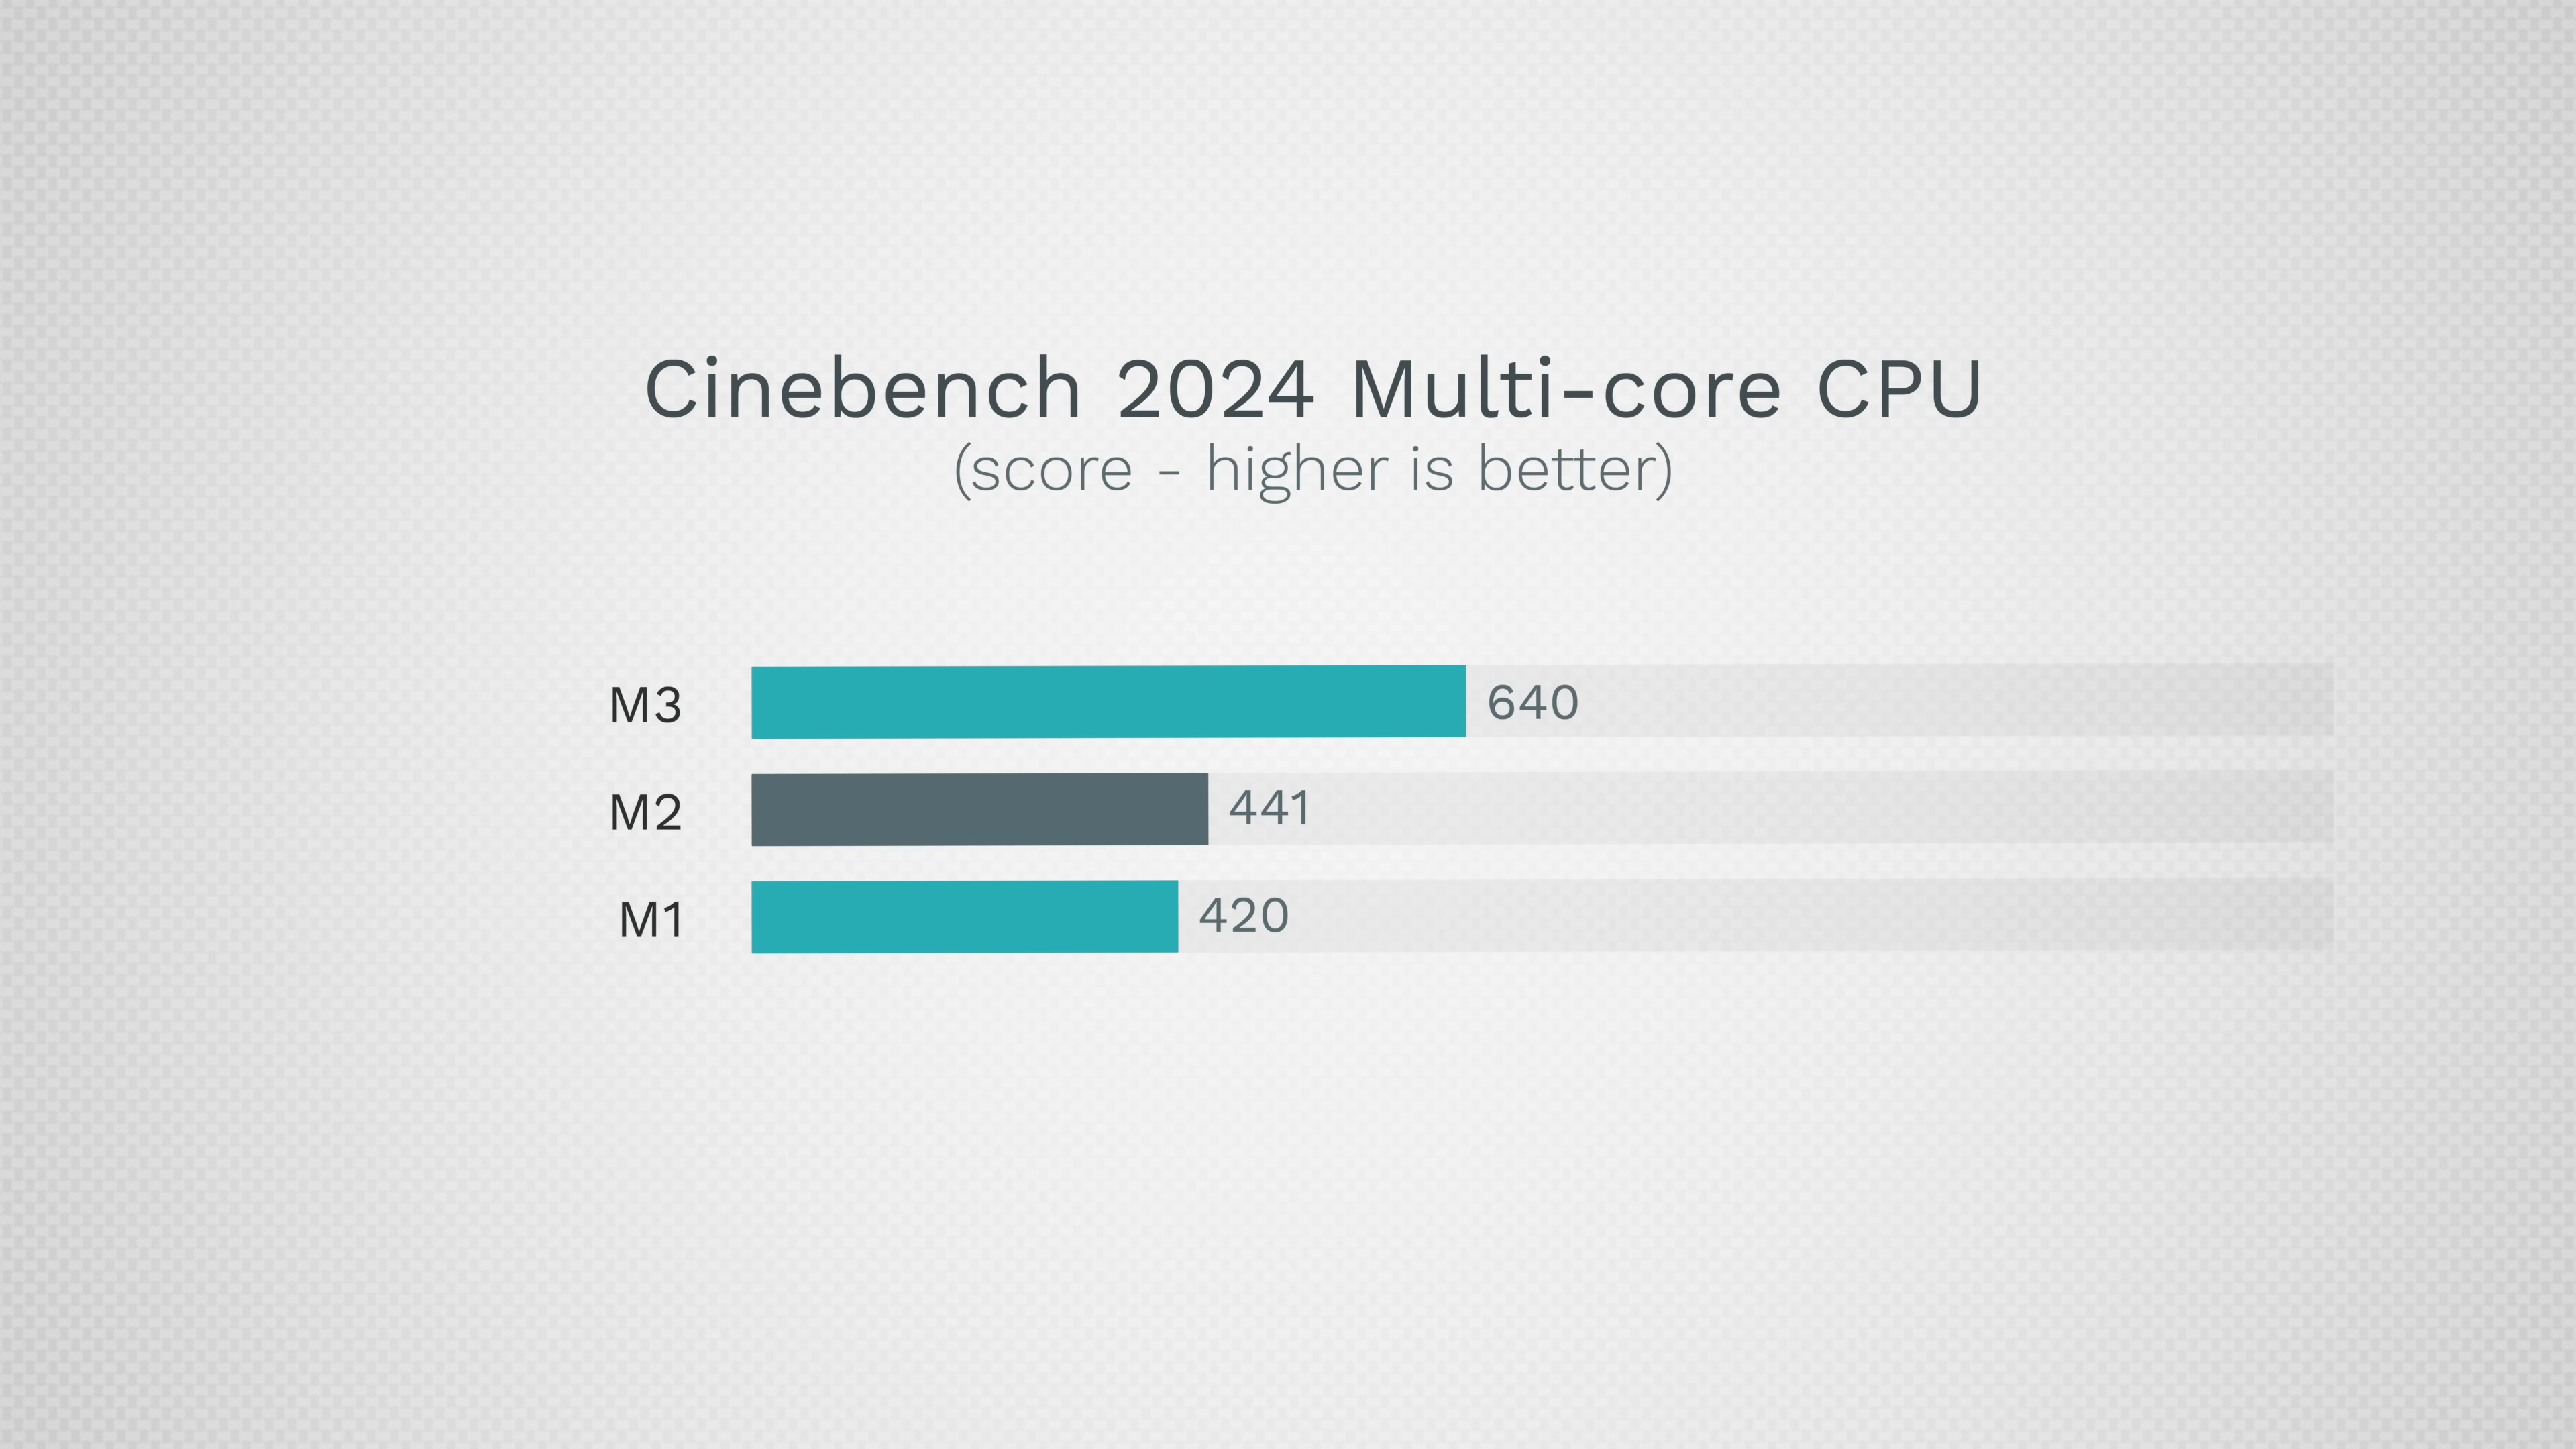 Cinebench 2024 Multi-core CPU
(score - higher is better)
M3 640
M2 441
M1 420